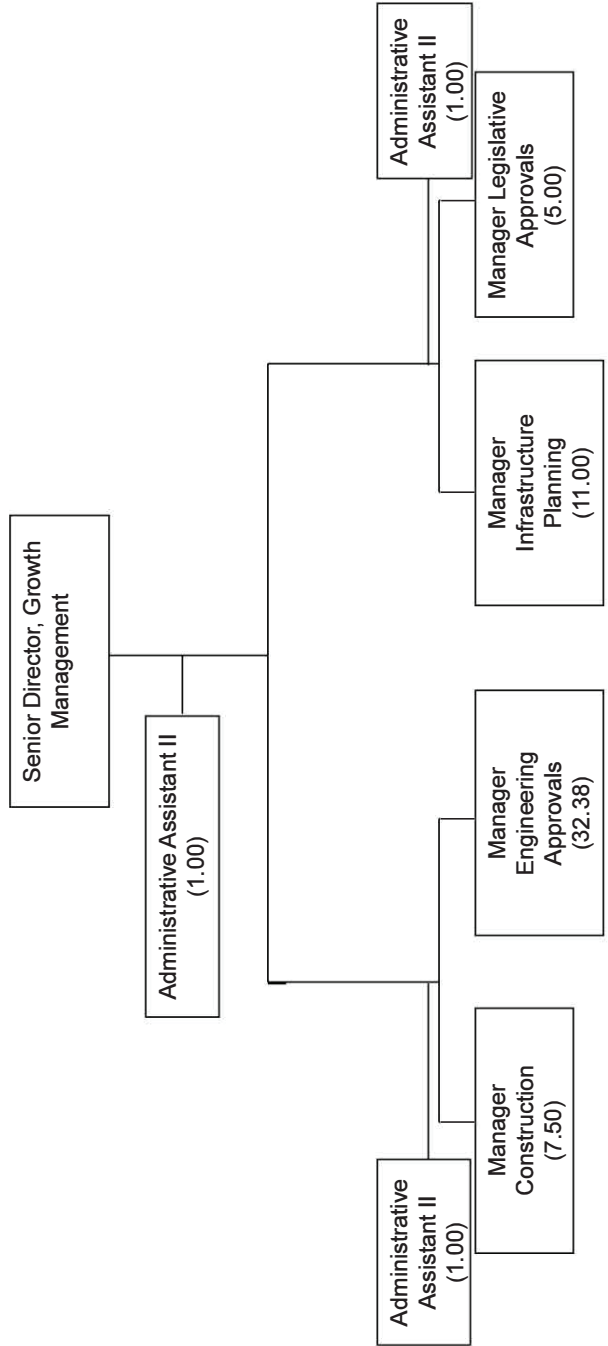 Senior Director, Growth
Management
Administrative Assistant II
(1.00)
Administrative
Assistant II
(1.00)
Administrative
Assistant II
(1.00)
Manager
Construction
(7.50)
Manager
Engineering
Approvals
(32.38)
Manager
Infrastructure
Planning
(11.00)
Manager Legislative
Approvals
(5.00)